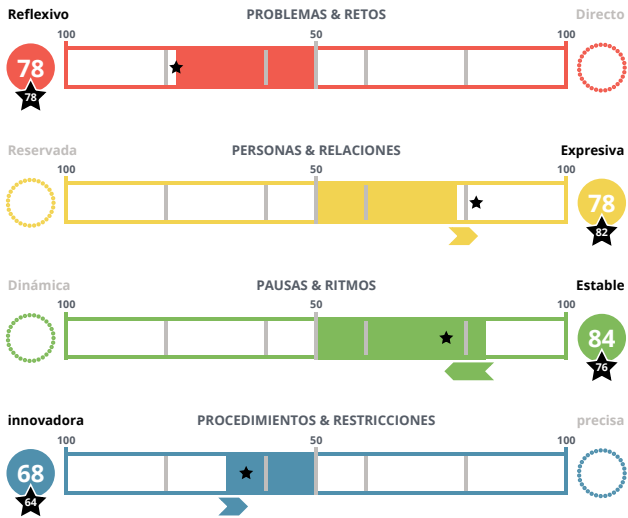 Reflexivo PROBLEMAS & RETOS Directo
100 50 100
78
78
Reservada PERSONAS & RELACIONES Expresiva
100 50 100
78
82
Dinámica PAUSAS & RITMOS Estable
100 50 100
84
76
innovadora PROCEDIMIENTOS & RESTRICCIONES precisa
100 50 100
68
64